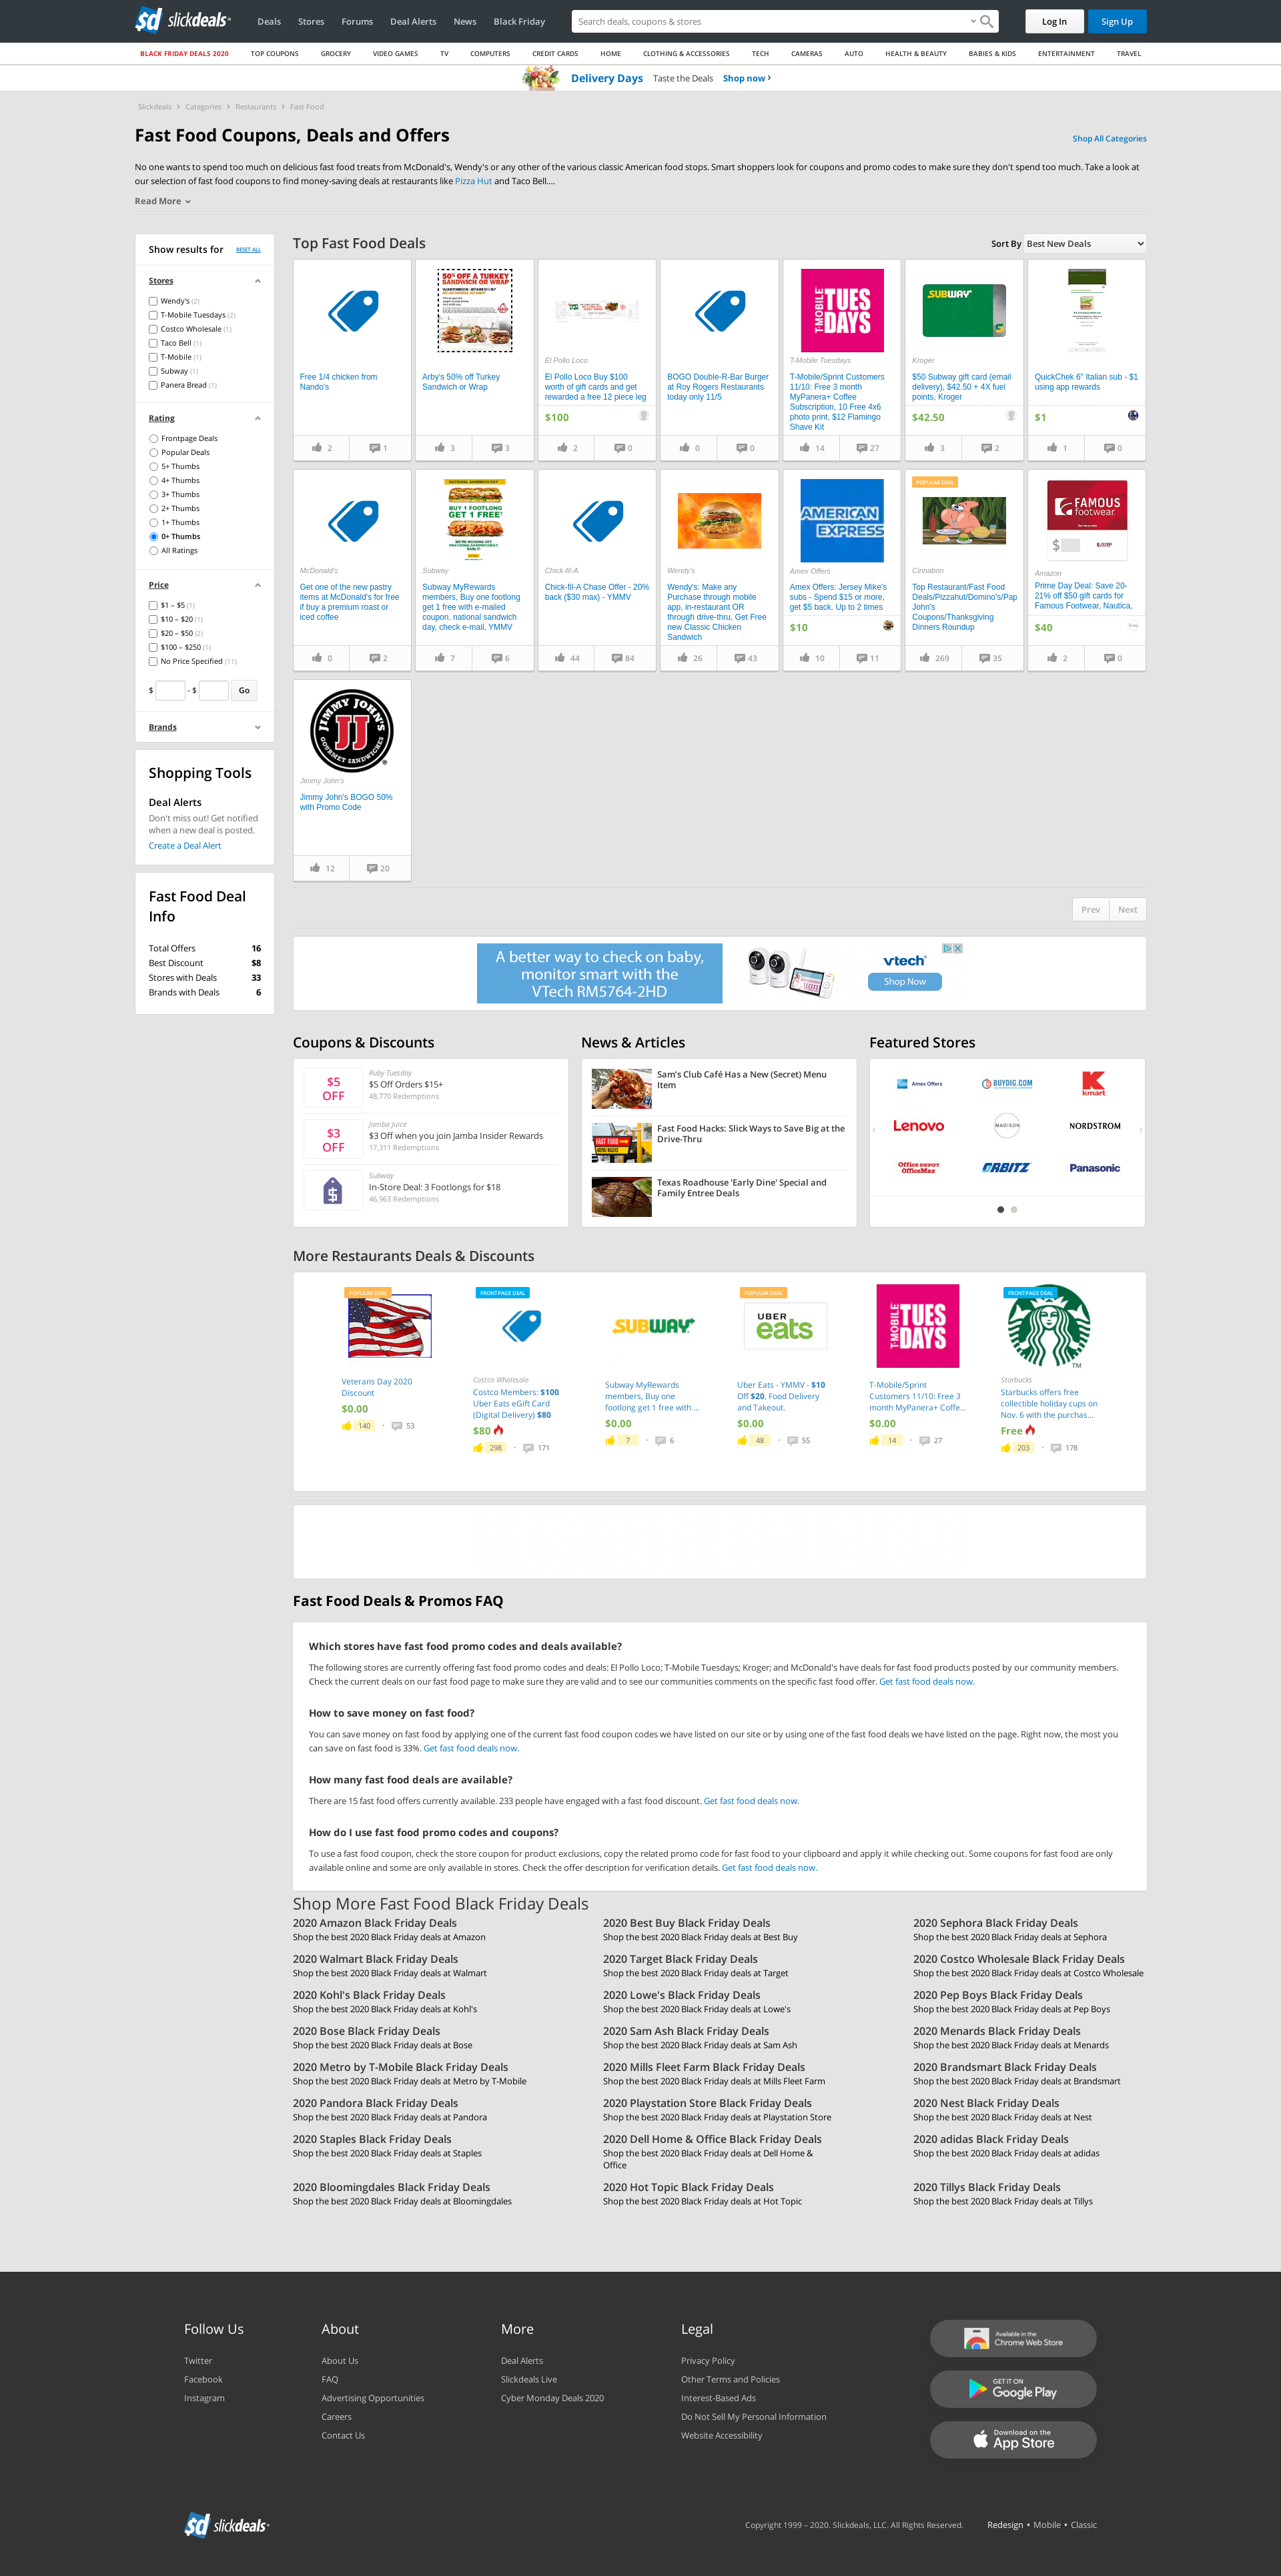 slickdeals
Deals
Stores
Forums
Deal Alerts
News
Black Friday
Search deals, coupons & stores
Log In
Sign Up
BLACK FRIDAY DEALS 2020
TOP COUPONS
GROCERY
VIDEO GAMES
TV
COMPUTERS
CREDIT CARDS
HOME
CLOTHING & ACCESSORIES
TECH
CAMERAS
AUTO
HEALTH & BEAUTY
BABIES & KIDS
ENTERTAINMENT
TRAVEL
Delivery Days Taste the Deals Shop now
Slickdeals > Categories > Restaurants > Fast Food
Fast Food Coupons, Deals and Offers
Shop All Categories
No one wants to spend too much on delicious fast food treats from McDonald's, Wendy's or any other of the various classic American food stops. Smart shoppers look for coupons and promo codes to make sure they don't spend too much. Take a look at
our selection of fast food coupons to find money-saving deals at restaurants like Pizza Hut and Taco Bell....
Read More
Show results for
RESET ALL
Stores
Wendy's (2)
T-Mobile Tuesdays (2)
Costco Wholesale (1)
Taco Bell (1)
T-Mobile (1)
Subway (1)
Panera Bread (1)
Rating
Frontpage Deals
Popular Deals
5+ Thumbs
4+ Thumbs
3+ Thumbs
2+ Thumbs
1+ Thumbs
0+ Thumbs
All Ratings
Price
$1 – $5 (1)
$10 – $20 (1)
$20 – $50 (2)
$100 – $250 (1)
No Price Specified (11)
$ - $ Go
Brands
Shopping Tools
Deal Alerts
Don't miss out! Get notified
when a new deal is posted.
Create a Deal Alert
Fast Food Deal
Info
Total Offers 16
Best Discount $8
Stores with Deals 33
Brands with Deals 6
Top Fast Food Deals
Sort By Best New Deals
Free 1/4 chicken from
Nando's
2 1
50% OFF A TURKEY
SANDWICH OR WRAP
Arby's 50% off Turkey
Sandwich or Wrap
3 3
El Pollo Loco
El Pollo Loco Buy $100
worth of gift cards and get
rewarded a free 12 piece leg
$100
2 0
BOGO Double-R-Bar Burger
at Roy Rogers Restaurants
today only 11/5
0 0
T-MOBILE
TUES
DAYS
T-Mobile Tuesdays
T-Mobile/Sprint Customers
11/10: Free 3 month
MyPanera+ Coffee
Subscription, 10 Free 4x6
photo print, $12 Flamingo
Shave Kit
14 27
SUBWAY
Kroger
$50 Subway gift card (email
delivery), $42.50 + 4X fuel
points, Kroger
$42.50
3 2
QuickChek 6" Italian sub - $1
using app rewards
$1
1 0
McDonald's
Get one of the new pastry
items at McDonald's for free
if buy a premium roast or
iced coffee
0 2
NATIONAL SANDWICH DAY
BUY 1 FOOTLONG
GET 1 FREE!
Subway
Subway MyRewards
members, Buy one footlong
get 1 free with e-mailed
coupon, national sandwich
day, check e-mail, YMMV
7 6
Chick-fil-A
Chick-fil-A Chase Offer - 20%
back ($30 max) - YMMV
44 84
Wendy's
Wendy's: Make any
Purchase through mobile
app, in-restaurant OR
through drive-thru, Get Free
new Classic Chicken
Sandwich
26 43
AMERICAN
EXPRESS
Amex Offers
Amex Offers: Jersey Mike's
subs - Spend $15 or more,
get $5 back. Up to 2 times
$10
10 11
POPULAR DEAL
Cinnabon
Top Restaurant/Fast Food
Deals/Pizzahut/Domino's/Pap
John's
Coupons/Thanksgiving
Dinners Roundup
269 35
FAMOUS
footwear
$
Amazon
Prime Day Deal: Save 20-
21% off $50 gift cards for
Famous Footwear, Nautica,
$40
2 0
JIMMY JOHN'S
JJ
GOURMET SANDWICHES
Jimmy John's
Jimmy John's BOGO 50%
with Promo Code
12 20
Prev Next
A better way to check on baby,
monitor smart with the
VTech RM5764-2HD
vtech
Shop Now
Coupons & Discounts
$5
OFF
Ruby Tuesday
$5 Off Orders $15+
48,770 Redemptions
$3
OFF
Jamba Juice
$3 Off when you join Jamba Insider Rewards
17,311 Redemptions
$
Subway
In-Store Deal: 3 Footlongs for $18
46,963 Redemptions
News & Articles
Sam's Club Café Has a New (Secret) Menu
Item
FAST FOOD
MENU HACKS
Fast Food Hacks: Slick Ways to Save Big at the
Drive-Thru
Texas Roadhouse 'Early Dine' Special and
Family Entree Deals
Featured Stores
Amex Offers
BUYDIG.COM
kmart
Lenovo
MADISON
NORDSTROM
Office DEPOT
OfficeMax
ORBITZ
Panasonic
More Restaurants Deals & Discounts
POPULAR DEAL
Veterans Day 2020
Discount
$0.00
140 · 53
FRONTPAGE DEAL
Costco Wholesale
Costco Members: $100
Uber Eats eGift Card
(Digital Delivery) $80
$80
298 · 171
SUBWAY
Subway MyRewards
members, Buy one
footlong get 1 free with ...
$0.00
7 · 6
POPULAR DEAL
UBER
eats
Uber Eats - YMMV - $10
Off $20, Food Delivery
and Takeout.
$0.00
48 · 55
T-MOBILE
TUES
DAYS
T-Mobile/Sprint
Customers 11/10: Free 3
month MyPanera+ Coffe...
$0.00
14 · 27
FRONTPAGE DEAL
TM
Starbucks
Starbucks offers free
collectible holiday cups on
Nov. 6 with the purchas...
Free
203 · 178
Fast Food Deals & Promos FAQ
Which stores have fast food promo codes and deals available?
The following stores are currently offering fast food promo codes and deals: El Pollo Loco; T-Mobile Tuesdays; Kroger; and McDonald's have deals for fast food products posted by our community members.
Check the current deals on our fast food page to make sure they are valid and to see our communities comments on the specific fast food offer. Get fast food deals now.
How to save money on fast food?
You can save money on fast food by applying one of the current fast food coupon codes we have listed on our site or by using one of the fast food deals we have listed on the page. Right now, the most you
can save on fast food is 33%. Get fast food deals now.
How many fast food deals are available?
There are 15 fast food offers currently available. 233 people have engaged with a fast food discount. Get fast food deals now.
How do I use fast food promo codes and coupons?
To use a fast food coupon, check the store coupon for product exclusions, copy the related promo code for fast food to your clipboard and apply it while checking out. Some coupons for fast food are only
available online and some are only available in stores. Check the offer description for verification details. Get fast food deals now.
Shop More Fast Food Black Friday Deals
2020 Amazon Black Friday Deals
Shop the best 2020 Black Friday deals at Amazon
2020 Best Buy Black Friday Deals
Shop the best 2020 Black Friday deals at Best Buy
2020 Sephora Black Friday Deals
Shop the best 2020 Black Friday deals at Sephora
2020 Walmart Black Friday Deals
Shop the best 2020 Black Friday deals at Walmart
2020 Target Black Friday Deals
Shop the best 2020 Black Friday deals at Target
2020 Costco Wholesale Black Friday Deals
Shop the best 2020 Black Friday deals at Costco Wholesale
2020 Kohl's Black Friday Deals
Shop the best 2020 Black Friday deals at Kohl's
2020 Lowe's Black Friday Deals
Shop the best 2020 Black Friday deals at Lowe's
2020 Pep Boys Black Friday Deals
Shop the best 2020 Black Friday deals at Pep Boys
2020 Bose Black Friday Deals
Shop the best 2020 Black Friday deals at Bose
2020 Sam Ash Black Friday Deals
Shop the best 2020 Black Friday deals at Sam Ash
2020 Menards Black Friday Deals
Shop the best 2020 Black Friday deals at Menards
2020 Metro by T-Mobile Black Friday Deals
Shop the best 2020 Black Friday deals at Metro by T-Mobile
2020 Mills Fleet Farm Black Friday Deals
Shop the best 2020 Black Friday deals at Mills Fleet Farm
2020 Brandsmart Black Friday Deals
Shop the best 2020 Black Friday deals at Brandsmart
2020 Pandora Black Friday Deals
Shop the best 2020 Black Friday deals at Pandora
2020 Playstation Store Black Friday Deals
Shop the best 2020 Black Friday deals at Playstation Store
2020 Nest Black Friday Deals
Shop the best 2020 Black Friday deals at Nest
2020 Staples Black Friday Deals
Shop the best 2020 Black Friday deals at Staples
2020 Dell Home & Office Black Friday Deals
Shop the best 2020 Black Friday deals at Dell Home &
Office
2020 adidas Black Friday Deals
Shop the best 2020 Black Friday deals at adidas
2020 Bloomingdales Black Friday Deals
Shop the best 2020 Black Friday deals at Bloomingdales
2020 Hot Topic Black Friday Deals
Shop the best 2020 Black Friday deals at Hot Topic
2020 Tillys Black Friday Deals
Shop the best 2020 Black Friday deals at Tillys
Follow Us
Twitter
Facebook
Instagram
About
About Us
FAQ
Advertising Opportunities
Careers
Contact Us
More
Deal Alerts
Slickdeals Live
Cyber Monday Deals 2020
Legal
Privacy Policy
Other Terms and Policies
Interest-Based Ads
Do Not Sell My Personal Information
Website Accessibility
Available in the
Chrome Web Store
GET IT ON
Google Play
Download on the
App Store
slickdeals
Copyright 1999 – 2020. Slickdeals, LLC. All Rights Reserved.
Redesign • Mobile • Classic